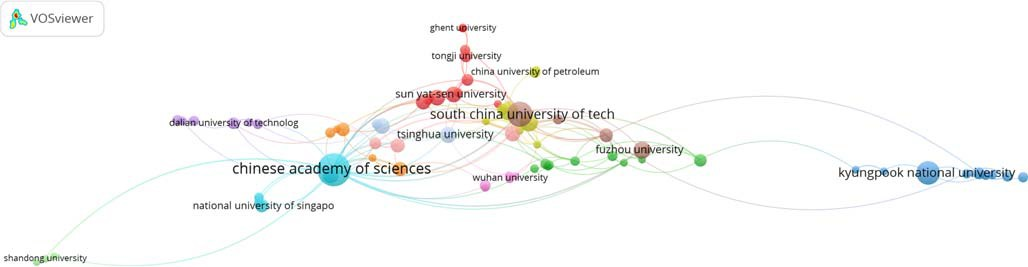 VOSviewer
ghent university
tongji university
china university of petroleum
sun yat-sen university
south china university of tech
dalian university of technolog
tsinghua university
fuzhou university
chinese academy of sciences
wuhan university
kyungpook national university
national university of singapo
shandong university